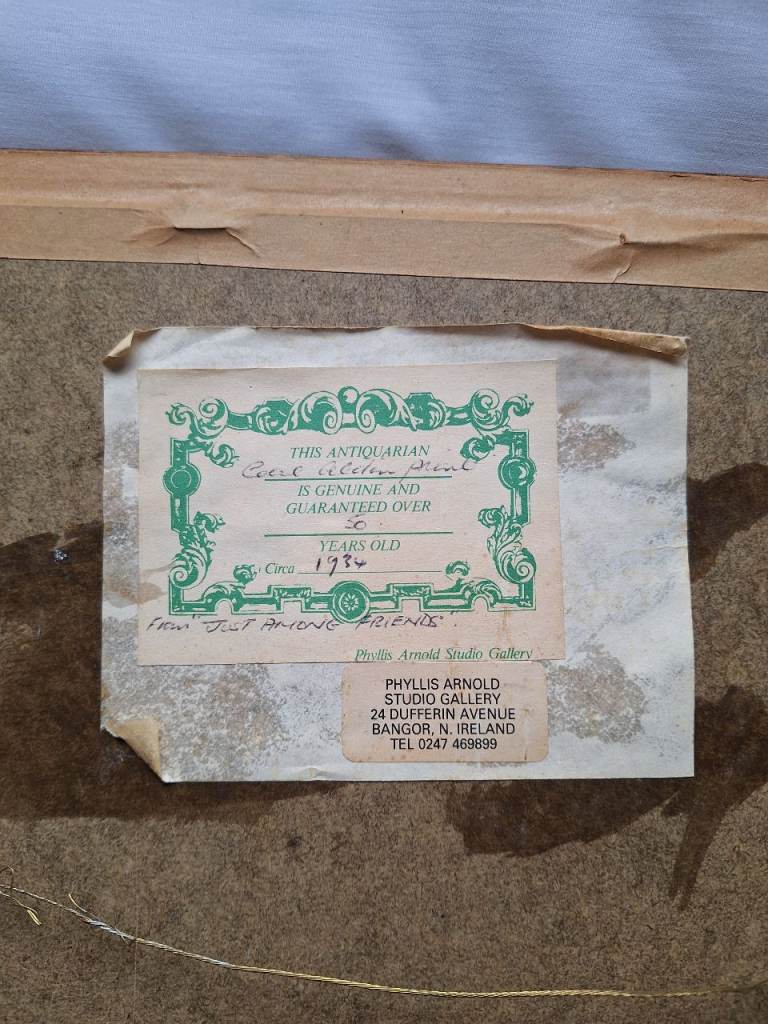 THIS ANTIQUARIAN
Cecil Aldin Print
IS GENUINE AND
GUARANTEED OVER
50
YEARS OLD
Circa 1934
From "JUST AMONG FRIENDS".
Phyllis Arnold Studio Gallery
PHYLLIS ARNOLD
STUDIO GALLERY
24 DUFFERIN AVENUE
BANGOR, N. IRELAND
TEL 0247 469899